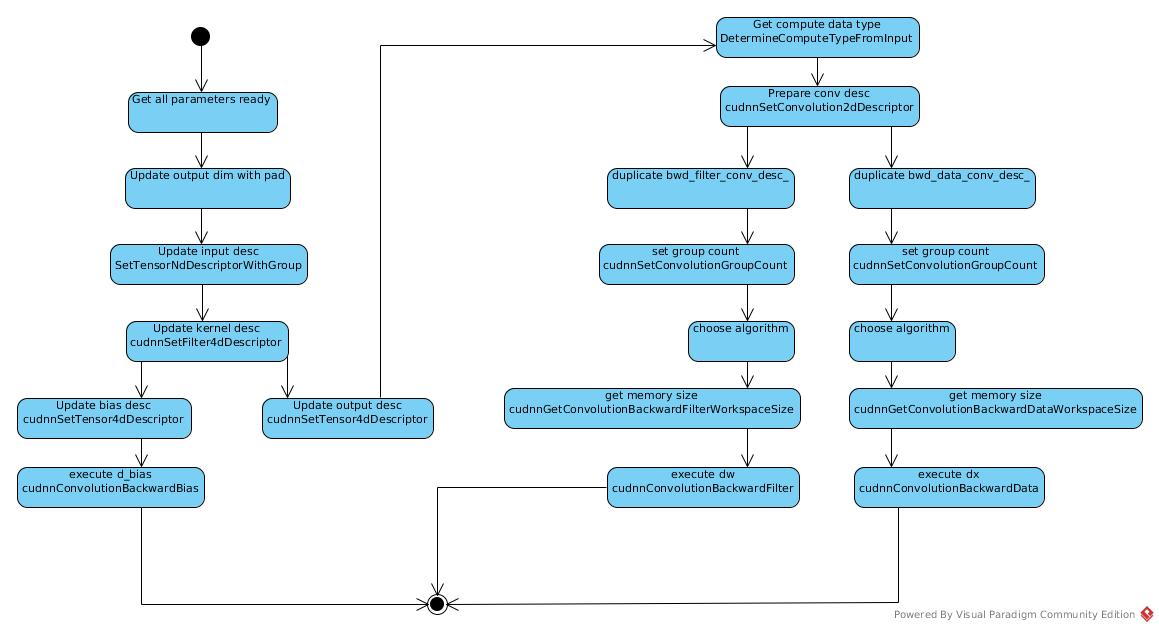 Get all parameters ready
Update output dim with pad
Update input desc
SetTensorNdDescriptorWithGroup
Update kernel desc
cudnnSetFilter4dDescriptor
Update bias desc
cudnnSetTensor4dDescriptor
execute d_bias
cudnnConvolutionBackwardBias
Update output desc
cudnnSetTensor4dDescriptor
Get compute data type
DetermineComputeTypeFromInput
Prepare conv desc
cudnnSetConvolution2dDescriptor
duplicate bwd_filter_conv_desc_
set group count
cudnnSetConvolutionGroupCount
choose algorithm
get memory size
cudnnGetConvolutionBackwardFilterWorkspaceSize
execute dw
cudnnConvolutionBackwardFilter
duplicate bwd_data_conv_desc_
set group count
cudnnSetConvolutionGroupCount
choose algorithm
get memory size
cudnnGetConvolutionBackwardDataWorkspaceSize
execute dx
cudnnConvolutionBackwardData
Powered By Visual Paradigm Community Edition